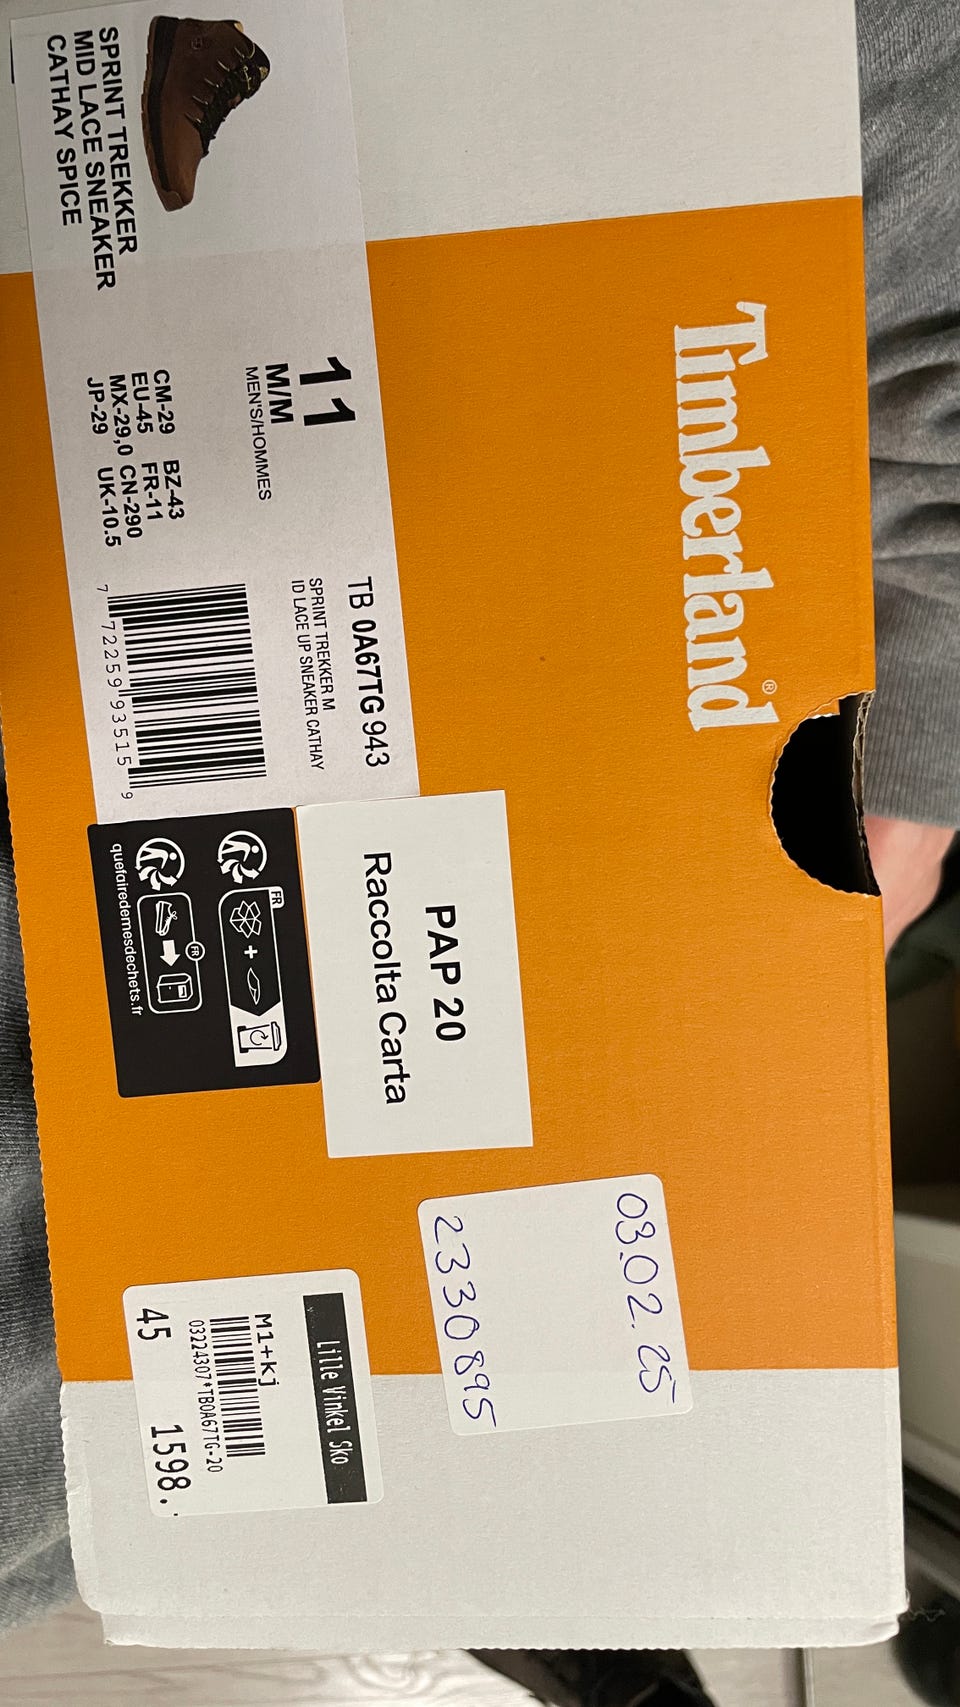 Timberland®
SPRINT TREKKER
MID LACE SNEAKER
CATHAY SPICE
11
M/M
MEN'S/HOMMES
CM-29 BZ-43
EU-45 FR-11
MX-29,0 CN-290
JP-29 UK-10.5
TB 0A67TG 943
SPRINT TREKKER M
ID LACE UP SNEAKER CATHAY
7 72259 93515 9
PAP 20
Raccolta Carta
FR
+
FR
quefairedemesdechets.fr
03.02.25
2330895
Lille Vinkel Sko
M1+kj
03224307*TB0A67TG-20
45 1598.-